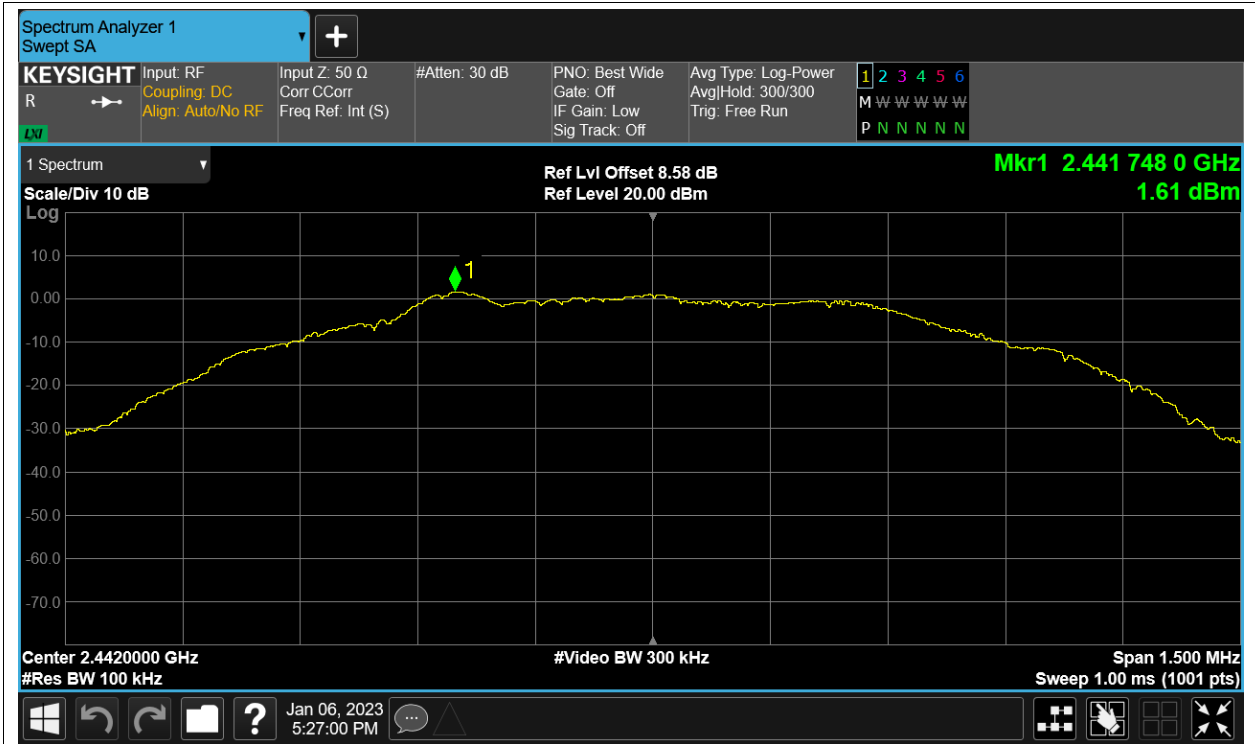 Spectrum Analyzer 1
Swept SA
+
KEYSIGHT
R
LXI
Input: RF
Coupling: DC
Align: Auto/No RF
Input Z: 50 Ω
Corr CCorr
Freq Ref: Int (S)
#Atten: 30 dB
PNO: Best Wide
Gate: Off
IF Gain: Low
Sig Track: Off
Avg Type: Log-Power
Avg|Hold: 300/300
Trig: Free Run
1 2 3 4 5 6
M W W W W W
P N N N N N
1 Spectrum
Scale/Div 10 dB
Log
Ref Lvl Offset 8.58 dB
Ref Level 20.00 dBm
Mkr1 2.441 748 0 GHz
1.61 dBm
1
10.0
0.00
-10.0
-20.0
-30.0
-40.0
-50.0
-60.0
-70.0
Center 2.4420000 GHz
#Video BW 300 kHz
Span 1.500 MHz
#Res BW 100 kHz
Sweep 1.00 ms (1001 pts)
?
Jan 06, 2023
5:27:00 PM